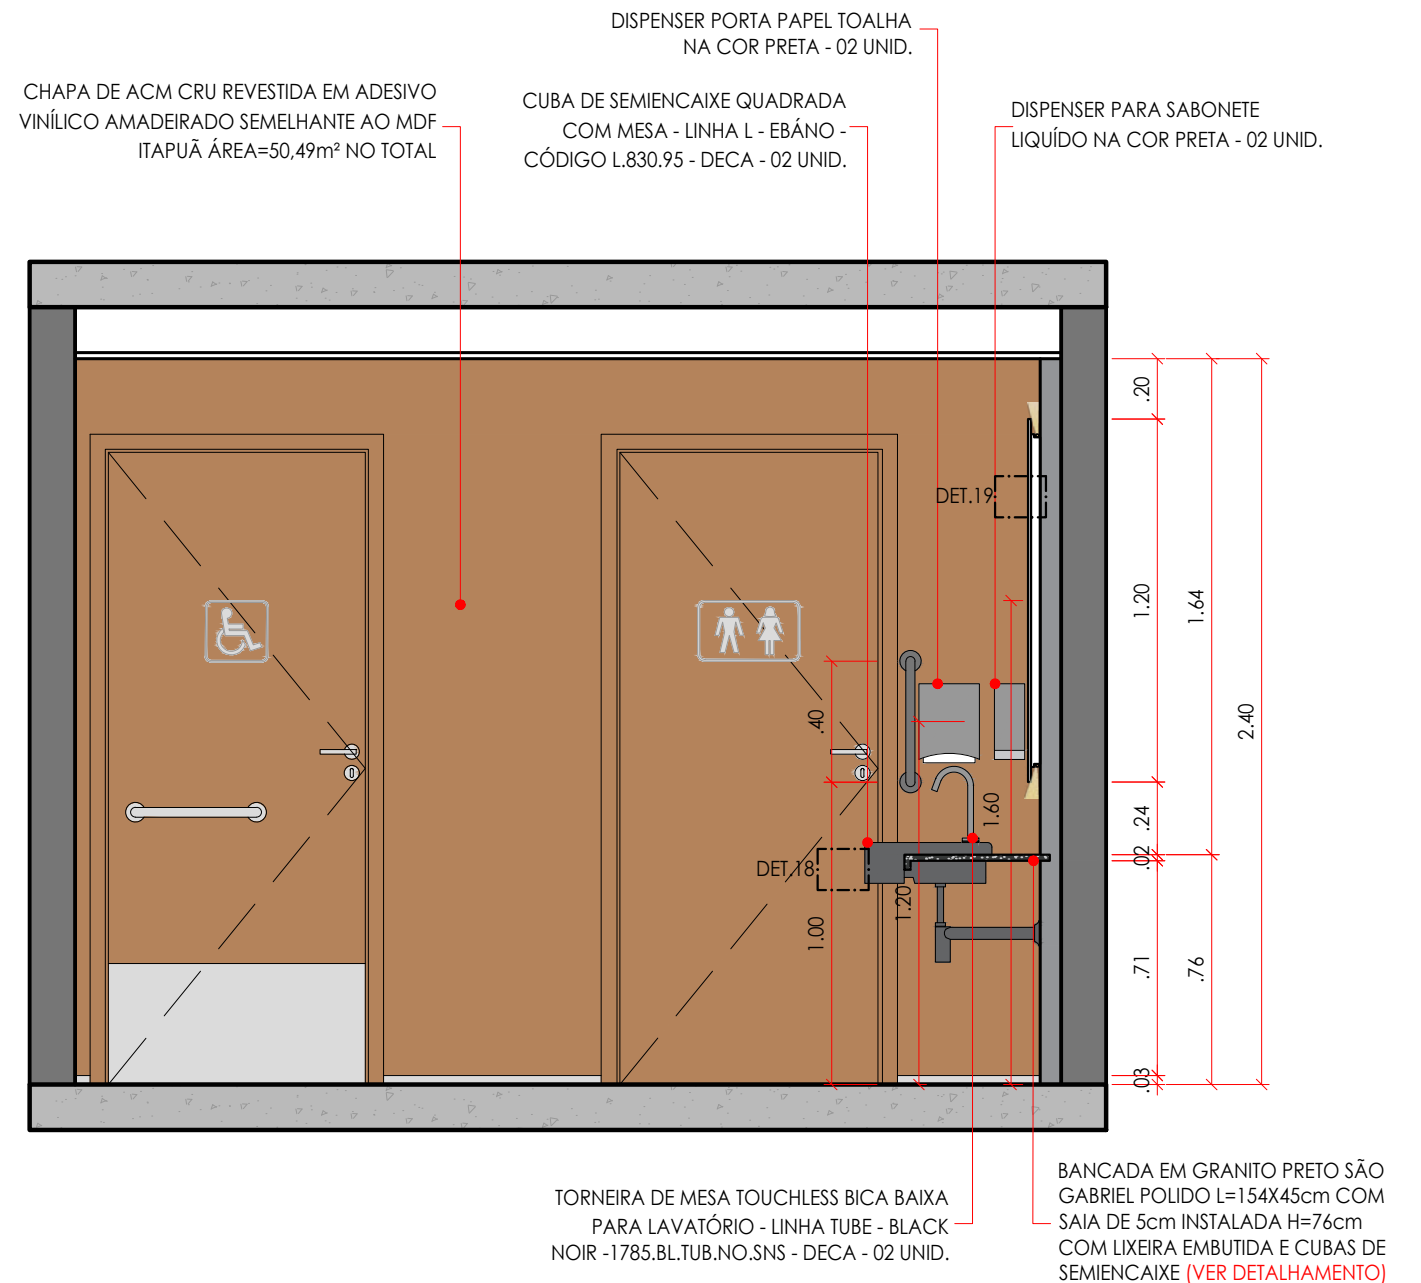 DISPENSER PORTA PAPEL TOALHA
NA COR PRETA - 02 UNID.
CHAPA DE ACM CRU REVESTIDA EM ADESIVO
VINÍLICO AMADEIRADO SEMELHANTE AO MDF
ITAPUÃ ÁREA=50,49m² NO TOTAL
CUBA DE SEMIENCAIXE QUADRADA
COM MESA - LINHA L - EBÁNO -
CÓDIGO L.830.95 - DECA - 02 UNID.
DISPENSER PARA SABONETE
LIQUÍDO NA COR PRETA - 02 UNID.
.20
DET.19
1.20
1.64
.40
2.40
1.60
.24
.02
DET.18
1.20
1.00
.71
.76
.03
TORNEIRA DE MESA TOUCHLESS BICA BAIXA
PARA LAVATÓRIO - LINHA TUBE - BLACK
NOIR -1785.BL.TUB.NO.SNS - DECA - 02 UNID.
BANCADA EM GRANITO PRETO SÃO
GABRIEL POLIDO L=154X45cm COM
SAIA DE 5cm INSTALADA H=76cm
COM LIXEIRA EMBUTIDA E CUBAS DE
SEMIENCAIXE (VER DETALHAMENTO)